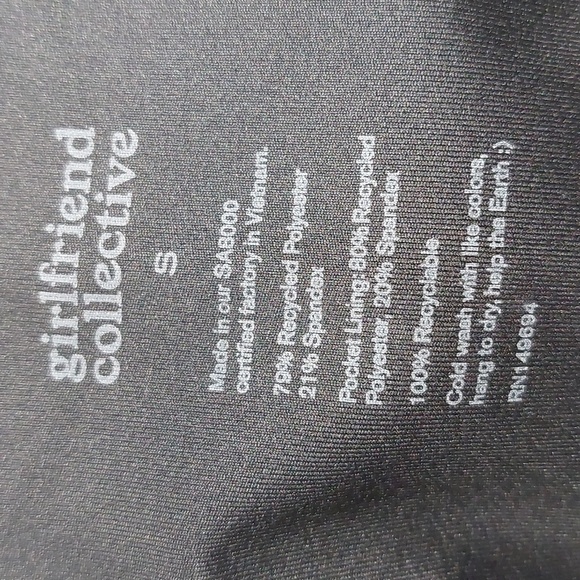 girlfriend
collective
S
Made in our SA8000
certified factory in Vietnam.
79% Recycled Polyester
21% Spandex
Pocket Lining 80% Recycled
Polyester 20% Spandex
100% Recyclable
Cold wash with like colors,
hang to dry, help the Earth :)
RN149694